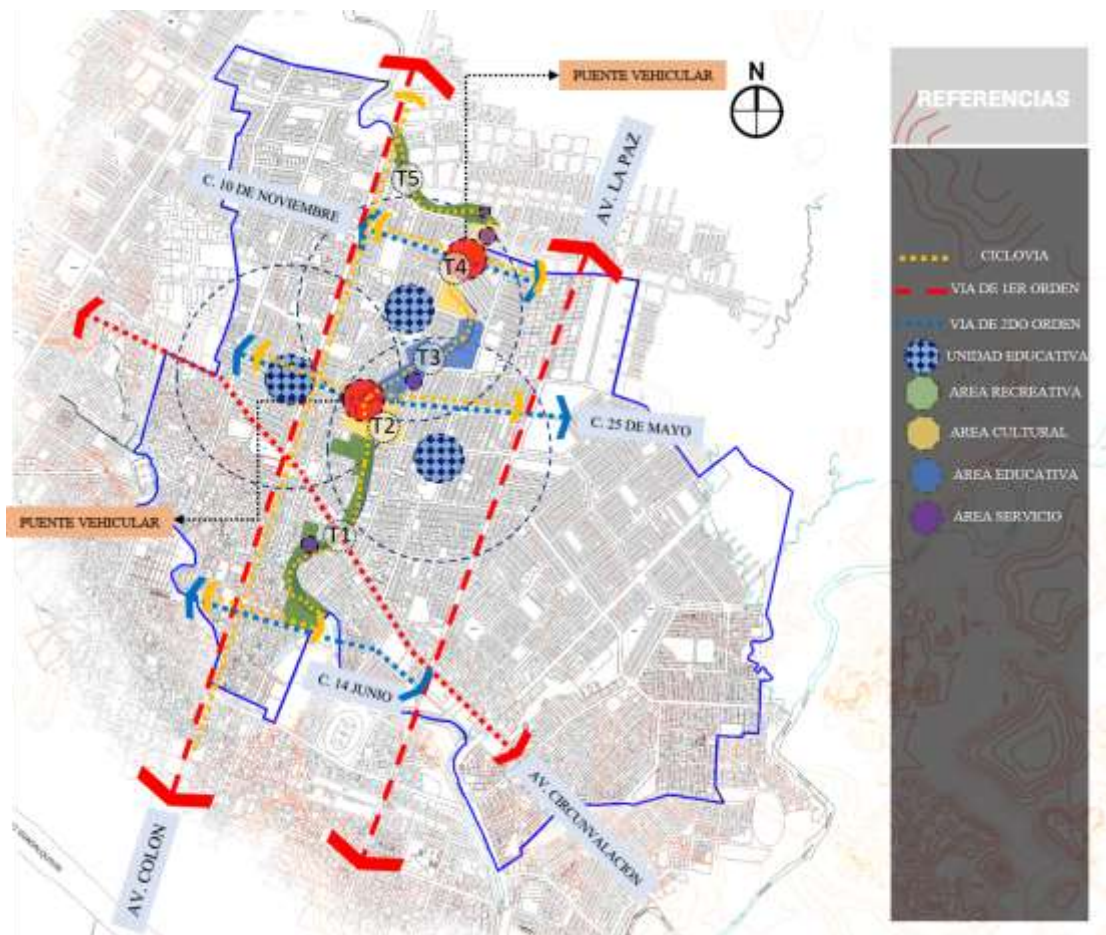 PUENTE VEHICULAR
N
REFERENCIAS
AV. LA PAZ
T5
C. 10 DE NOVIEMBRE
T4
CICLOVIA
VIA DE 1ER ORDEN
VIA DE 2DO ORDEN
UNIDAD EDUCATIVA
T3
AREA RECREATIVA
T2
C. 25 DE MAYO
AREA CULTURAL
AREA EDUCATIVA
AREA SERVICIO
PUENTE VEHICULAR
T1
C. 14 JUNIO
AV. CIRCUNVALACION
AV. COLON